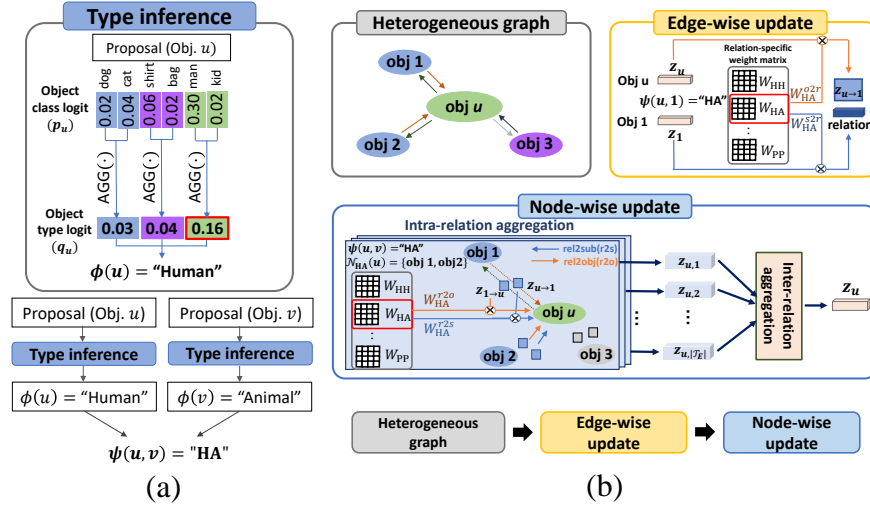 Type inference
Proposal (Obj. u)
dog
cat
shirt
bag
man
kid
Object
class logit
(p_u)
0.02
0.04
0.06
0.02
0.30
0.02
AGG(·)
AGG(·)
AGG(·)
Object
type logit
(q_u)
0.03
0.04
0.16
ϕ(u) = “Human”
Proposal (Obj. u)
Proposal (Obj. v)
Type inference
Type inference
ϕ(u) = “Human”
ϕ(v) = “Animal”
ψ(u, v) = "HA"
(a)
Heterogeneous graph
obj 1
obj u
obj 2
obj 3
Edge-wise update
Relation-specific
weight matrix
z_u
Obj u
ψ(u, 1) =“HA”
Obj 1
z_1
W_HH
W_HA
⋮
W_PP
W_HA^o2r
W_HA^s2r
z_u→1
relation
Node-wise update
Intra-relation aggregation
ψ(u, v) =“HA”
𝒩_HA(u) = {obj 1, obj2}
obj 1
rel2sub(r2s)
rel2obj(r2o)
W_HH
W_HA
⋮
W_PP
W_HA^r2o
W_HA^r2s
z_1→u
z_u→1
obj u
obj 2
obj 3
z_u,1
z_u,2
⋮
⋮
z_u,|𝒯_E|
Inter-relation
aggregation
z_u
Heterogeneous
graph
Edge-wise
update
Node-wise
update
(b)